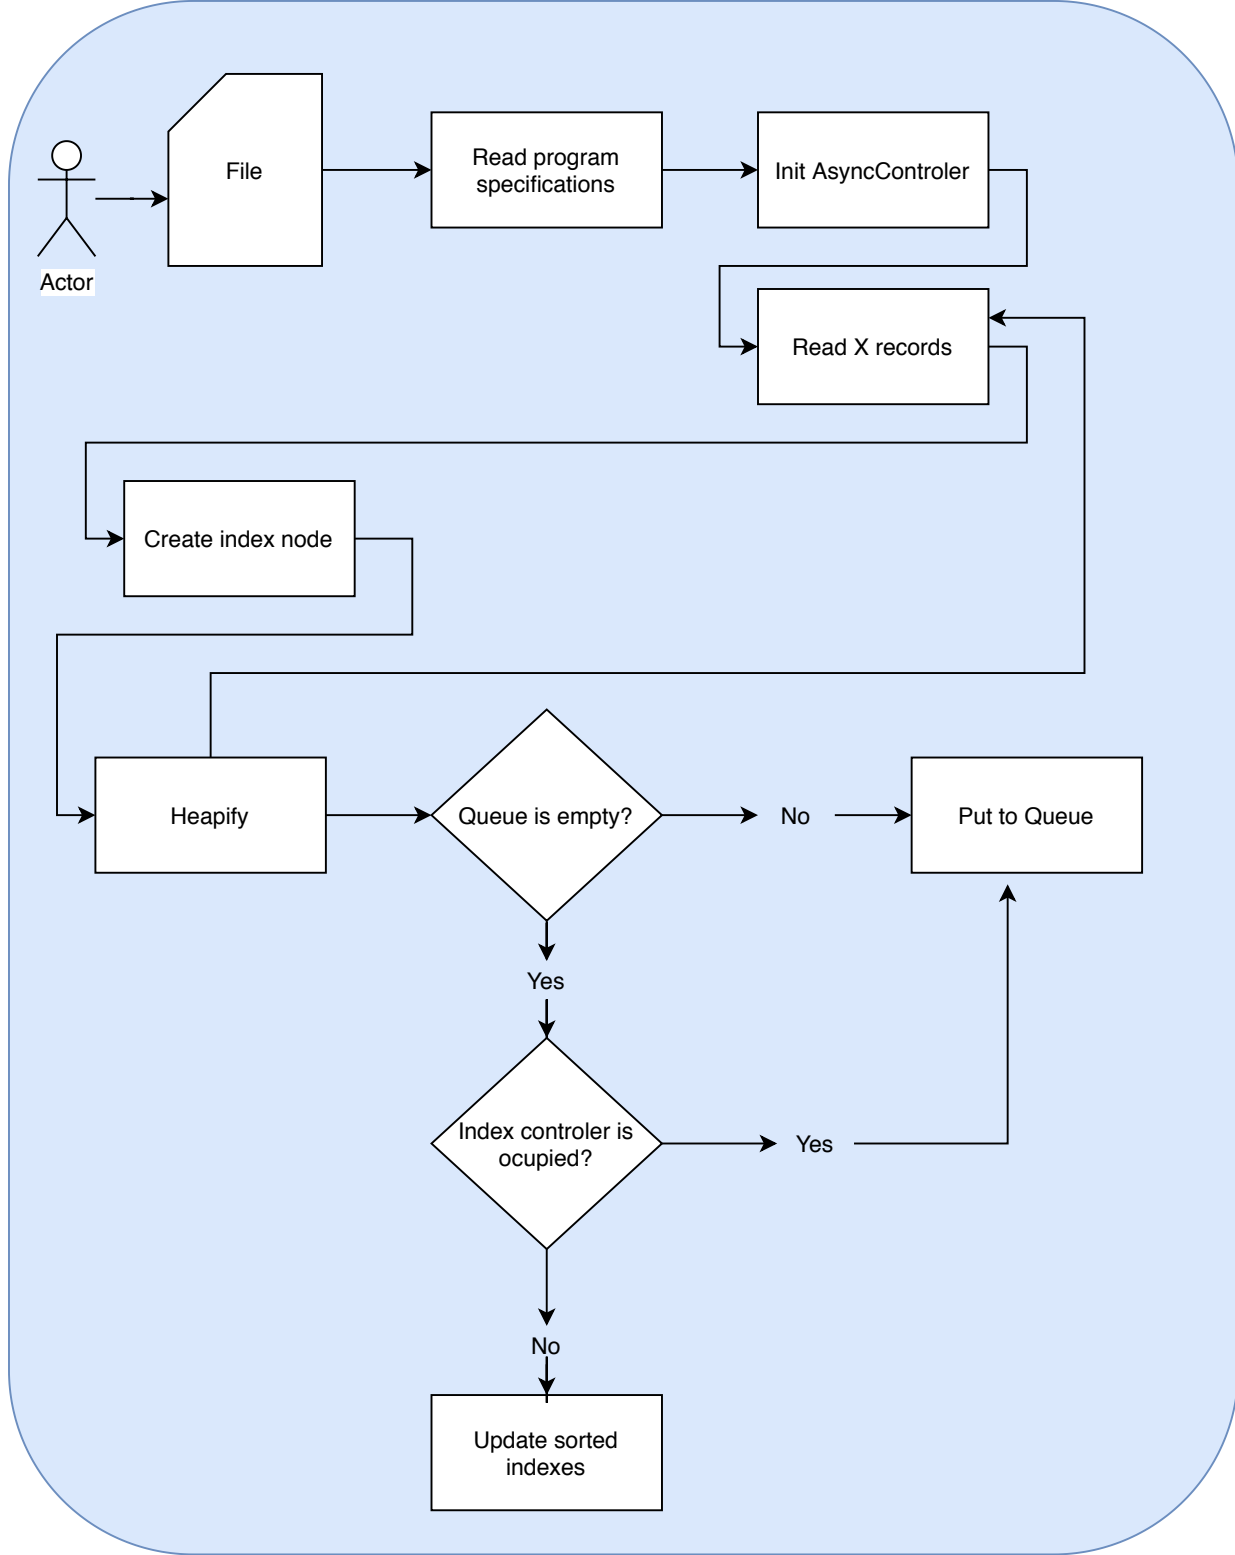 File
Read program
specifications
Init AsyncControler
Actor
Read X records
Create index node
Heapify
Queue is empty?
No
Put to Queue
Yes
Index controler is
ocupied?
Yes
No
Update sorted
indexes